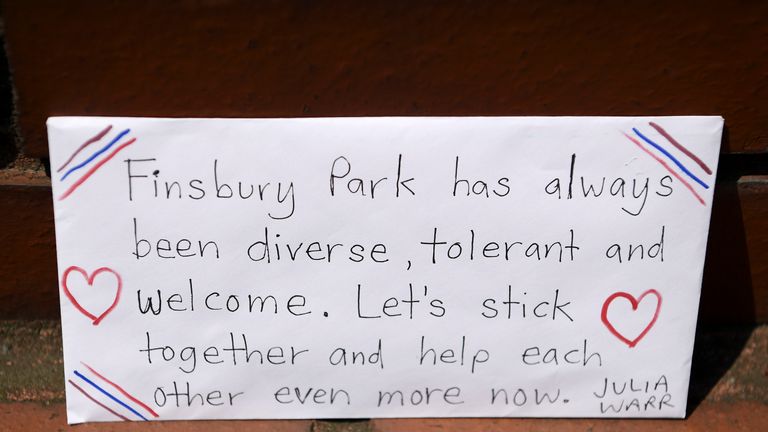 Finsbury Park has always
been diverse, tolerant and
welcome. Let's stick
together and help each
other even more now. JULIA
WARR